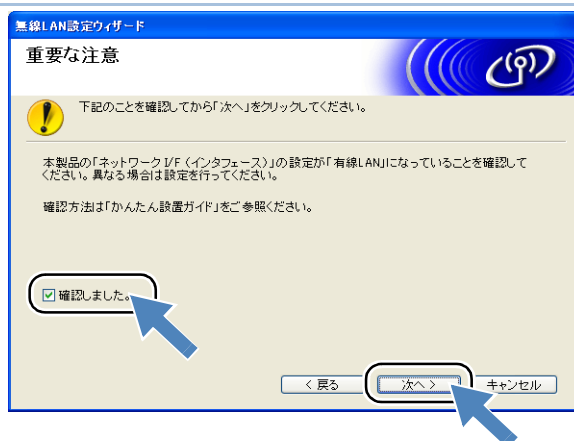 無線LAN設定ウィザード
重要な注意
下記のことを確認してから「次へ」をクリックしてください。
本製品の「ネットワークI/F (インタフェース)」の設定が「有線LAN」になっていることを確認して
ください。異なる場合は設定を行ってください。
確認方法は「かんたん設置ガイド」をご参照ください。
確認しました。
< 戻る 次へ > キャンセル